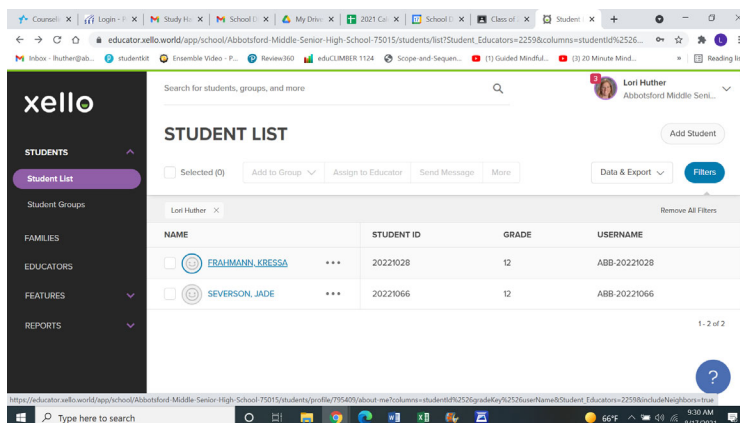 Counsel
Login - F
Study Ho
School D
My Driv
2021 Cal
School D
Class of
Student
educator.xello.world/app/school/Abbotsford-Middle-Senior-High-School-75015/students/list?Student_Educators=2259&columns=studentId%2526...
Inbox - lhuther@ab...
studentkit
Ensemble Video - P...
Review360
eduCLIMBER 1124
Scope-and-Sequen...
(1) Guided Mindful...
(3) 20 Minute Mind...
»
Reading lis
xello
Search for students, groups, and more
3
Lori Huther
Abbotsford Middle Seni...
STUDENT LIST
Add Student
STUDENTS
Student List
Student Groups
FAMILIES
EDUCATORS
FEATURES
REPORTS
Selected (0)
Add to Group
Assign to Educator
Send Message
More
Data & Export
Filters
Lori Huther ×
Remove All Filters
NAME STUDENT ID GRADE USERNAME
FRAHMANN, KRESSA ••• 20221028 12 ABB-20221028
SEVERSON, JADE ••• 20221066 12 ABB-20221066
1 - 2 of 2
?
https://educator.xello.world/app/school/Abbotsford-Middle-Senior-High-School-75015/students/profile/795409/about-me?columns=studentId%2526gradeKey%2526userName&Student_Educators=2259&includeNeighbors=true
Type here to search
66°F
9:30 AM
8/17/2021